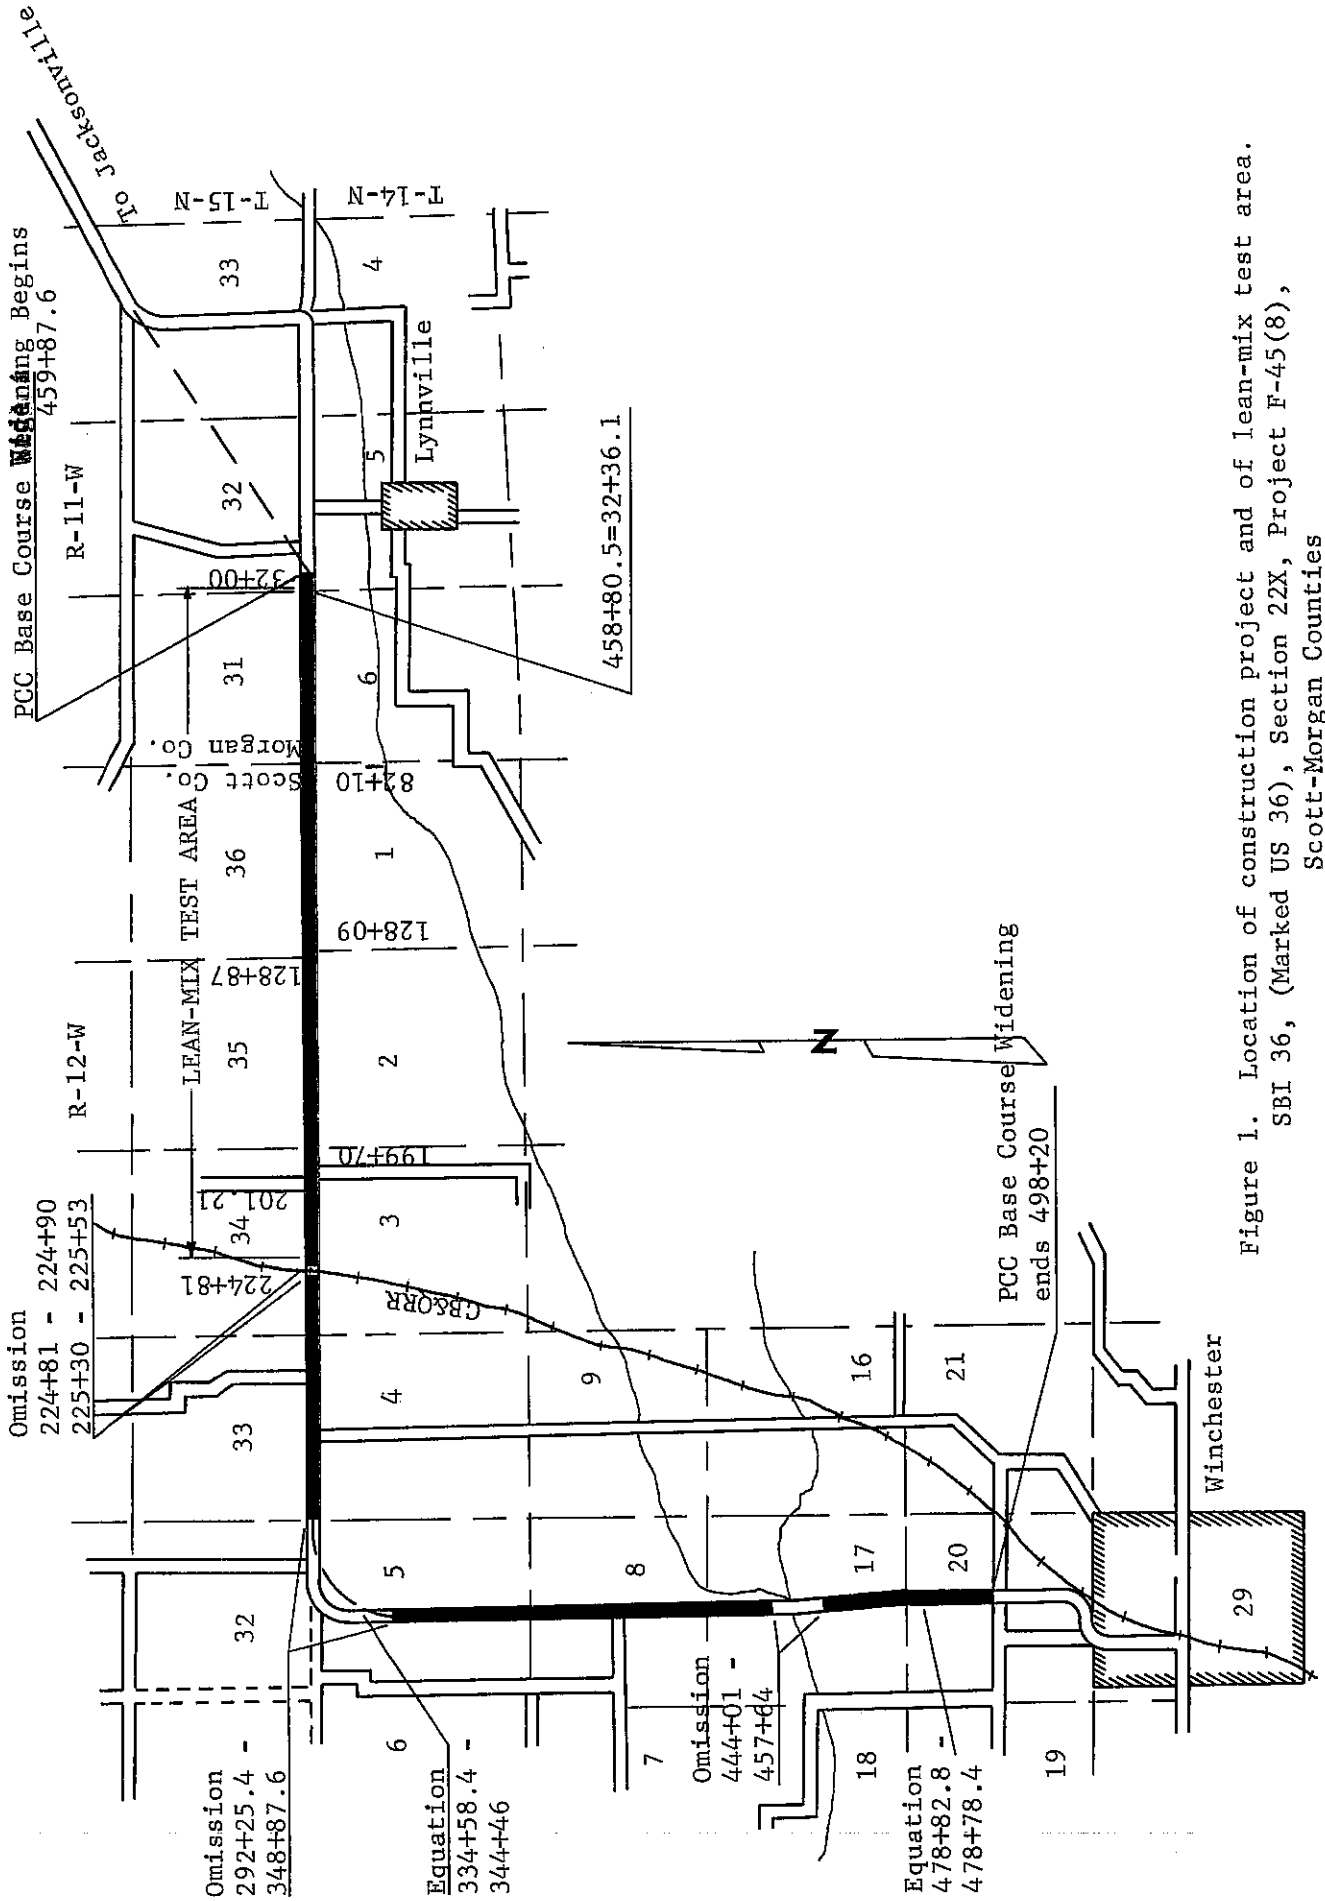 To Jacksonville
PCC Base Course Begins
459+87.6
R-11-W
T-15-N
T-14-N
33
4
32
5
Lynnville
32+00
31
6
458+80.5=32+36.1
Morgan Co.
Scott Co.
82+10
LEAN-MIX TEST AREA
36
1
128+09
128+87
R-12-W
35
2
199+70
201.21
34
3
224+81
Omission
224+81 - 224+90
225+30 - 225+53
CB&QRR
33
4
9
16
21
PCC Base Course Widening
ends 498+20
N
32
5
8
17
20
29
Winchester
6
7
18
19
Omission
292+25.4 -
348+87.6
Equation
334+58.4 -
344+46
Omission
444+01 -
457+64
Equation
478+82.8 -
478+78.4
Figure 1. Location of construction project and of lean-mix test area.
SBI 36, (Marked US 36), Section 22X, Project F-45(8),
Scott-Morgan Counties